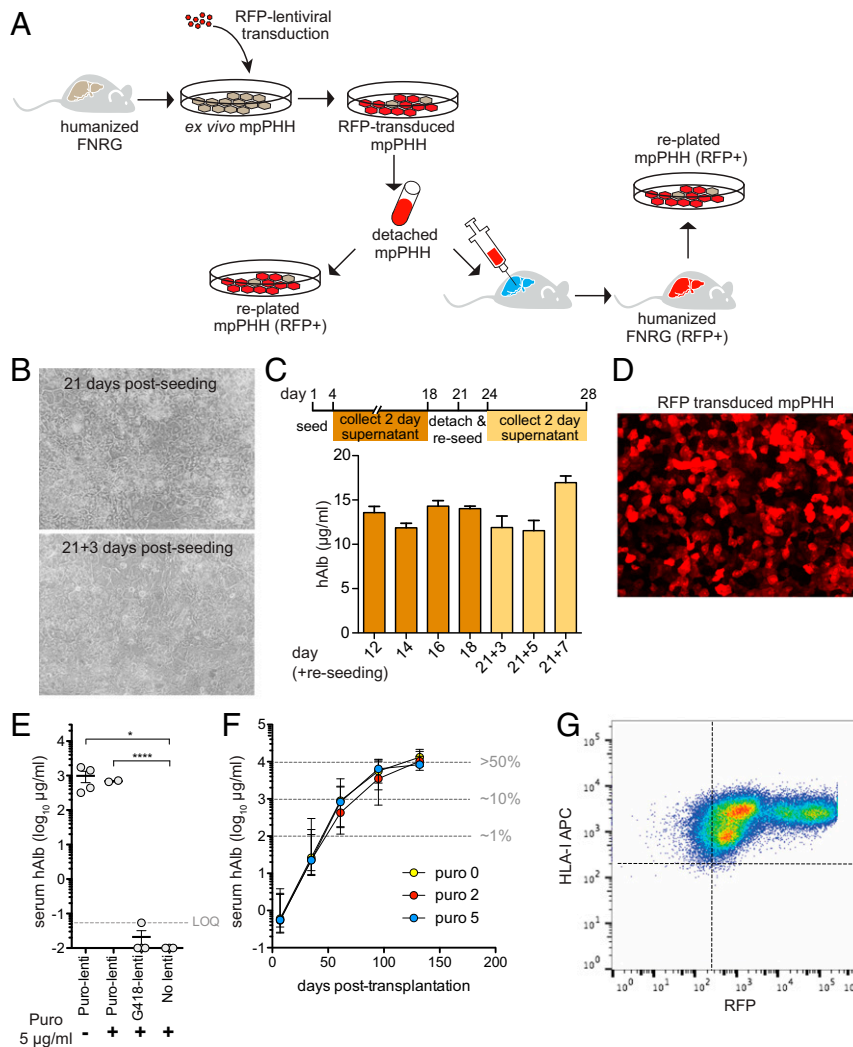 A
RFP-lentiviral
transduction
humanized
FNRG
ex vivo mpPHH
RFP-transduced
mpPHH
detached
mpPHH
re-plated
mpPHH (RFP+)
re-plated
mpPHH (RFP+)
humanized
FNRG (RFP+)
B
21 days post-seeding
21+3 days post-seeding
C
day 1 4 18 21 24 28
seed collect 2 day supernatant detach & re-seed collect 2 day supernatant
20
15
10
5
0
hAlb (µg/ml)
12 14 16 18 21+3 21+5 21+7
day
(+re-seeding)
D
RFP transduced mpPHH
E
* 
****
5
4
3
2
1
0
-1
-2
serum hAlb (log10 µg/ml)
LOQ
Puro-lenti Puro-lenti G418-lenti No lenti
Puro
5 µg/ml - + + +
F
5
4
3
2
1
0
-1
serum hAlb (log10 µg/ml)
>50%
~10%
~1%
puro 0
puro 2
puro 5
0 50 100 150 200
days post-transplantation
G
10^5
10^4
10^3
10^2
10^1
10^0
HLA-I APC
10^0 10^1 10^2 10^3 10^4 10^5
RFP